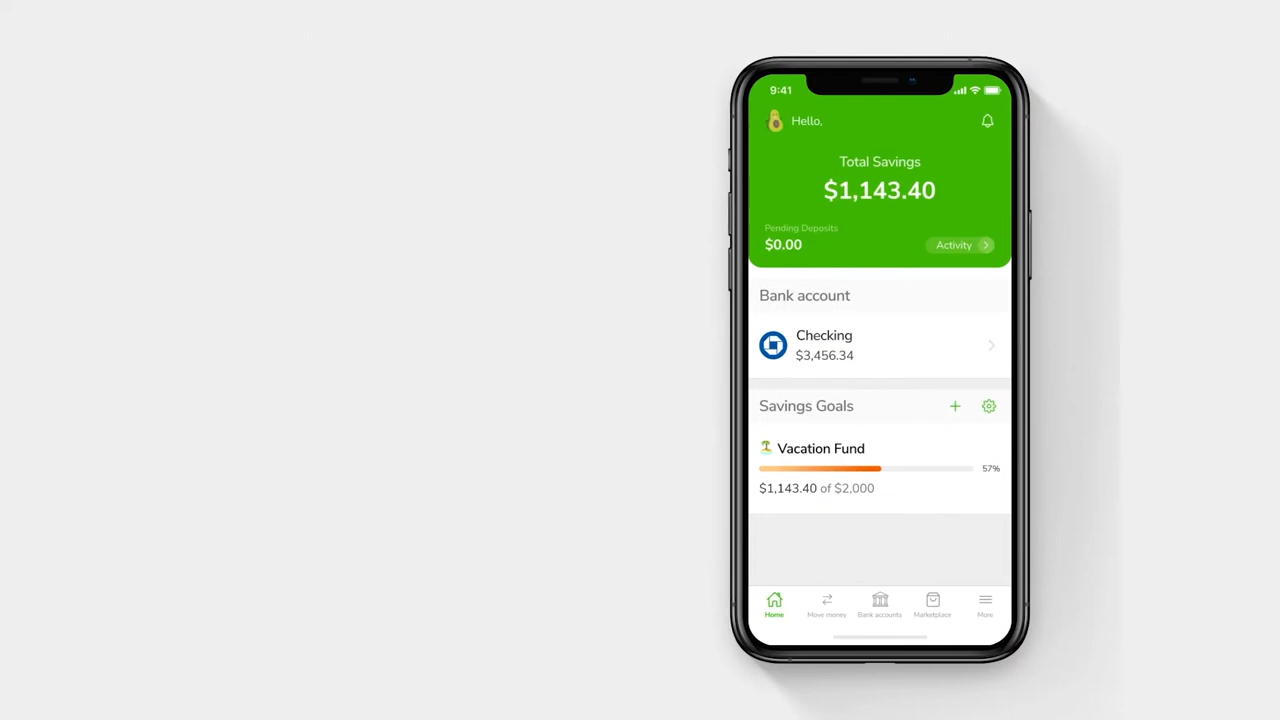 9:41
Hello,
Total Savings
$1,143.40
Pending Deposits
$0.00
Activity
Bank account
Checking
$3,456.34
Savings Goals
Vacation Fund
57%
$1,143.40 of $2,000
Home
Move money
Bank accounts
Marketplace
More